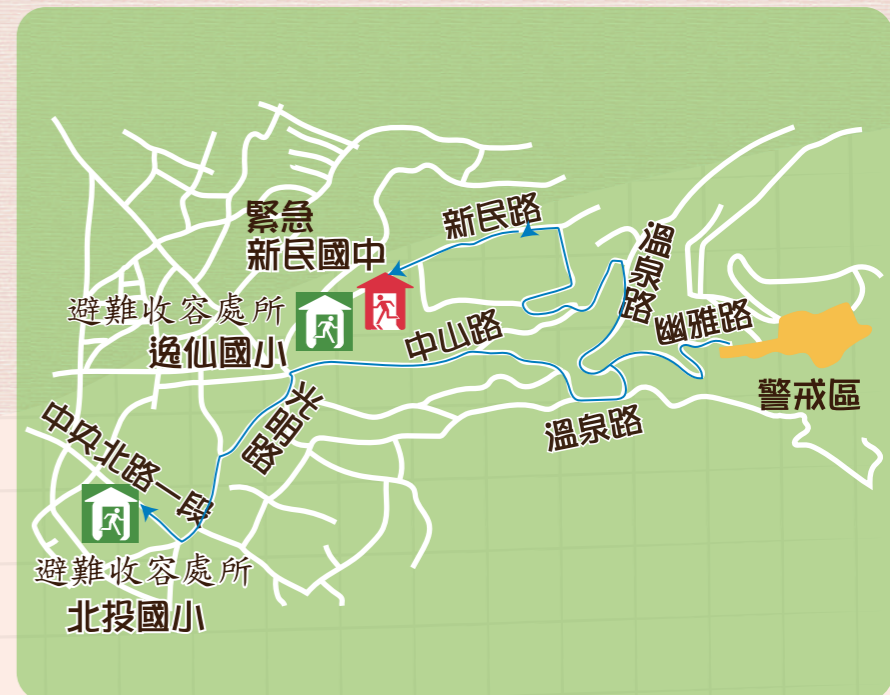 新民路
緊急
新民國中
溫泉路
避難收容處所
逸仙國小
中山路
幽雅路
警戒區
光明路
溫泉路
中央北路一段
避難收容處所
北投國小